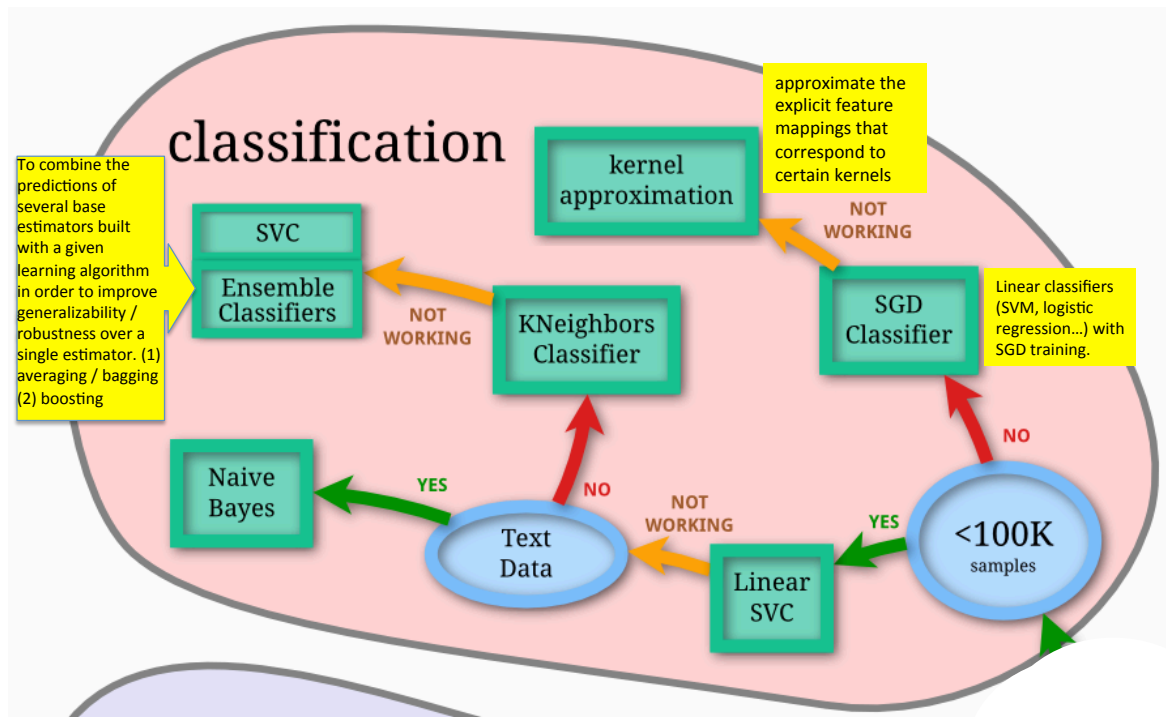 classification
To combine the
predictions of
several base
estimators built
with a given
learning algorithm
in order to improve
generalizability /
robustness over a
single estimator. (1)
averaging / bagging
(2) boosting
SVC
Ensemble
Classifiers
NOT
WORKING
KNeighbors
Classifier
kernel
approximation
approximate the
explicit feature
mappings that
correspond to
certain kernels
NOT
WORKING
SGD
Classifier
Linear classifiers
(SVM, logistic
regression...) with
SGD training.
NO
Naive
Bayes
YES
NO
Text
Data
NOT
WORKING
Linear
SVC
YES
<100K
samples